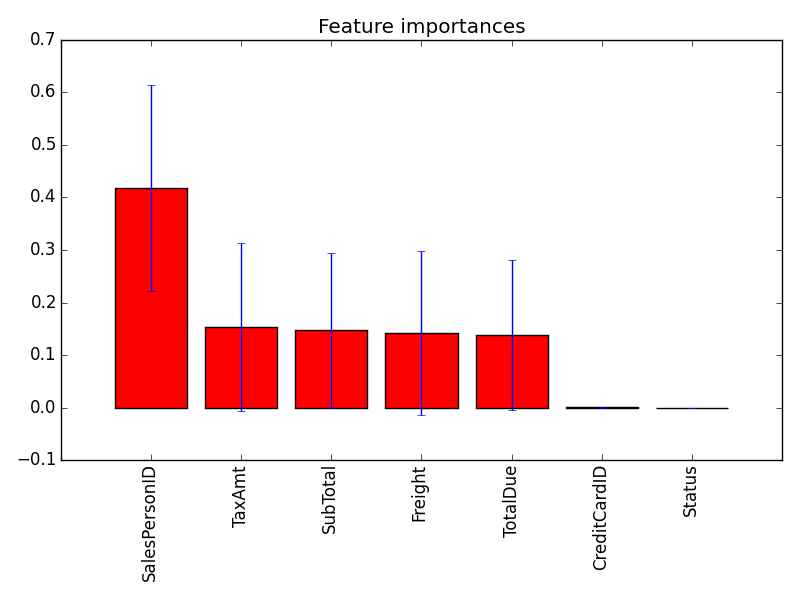 Feature importances
0.7
0.6
0.5
0.4
0.3
0.2
0.1
0.0
−0.1
SalesPersonID
TaxAmt
SubTotal
Freight
TotalDue
CreditCardID
Status